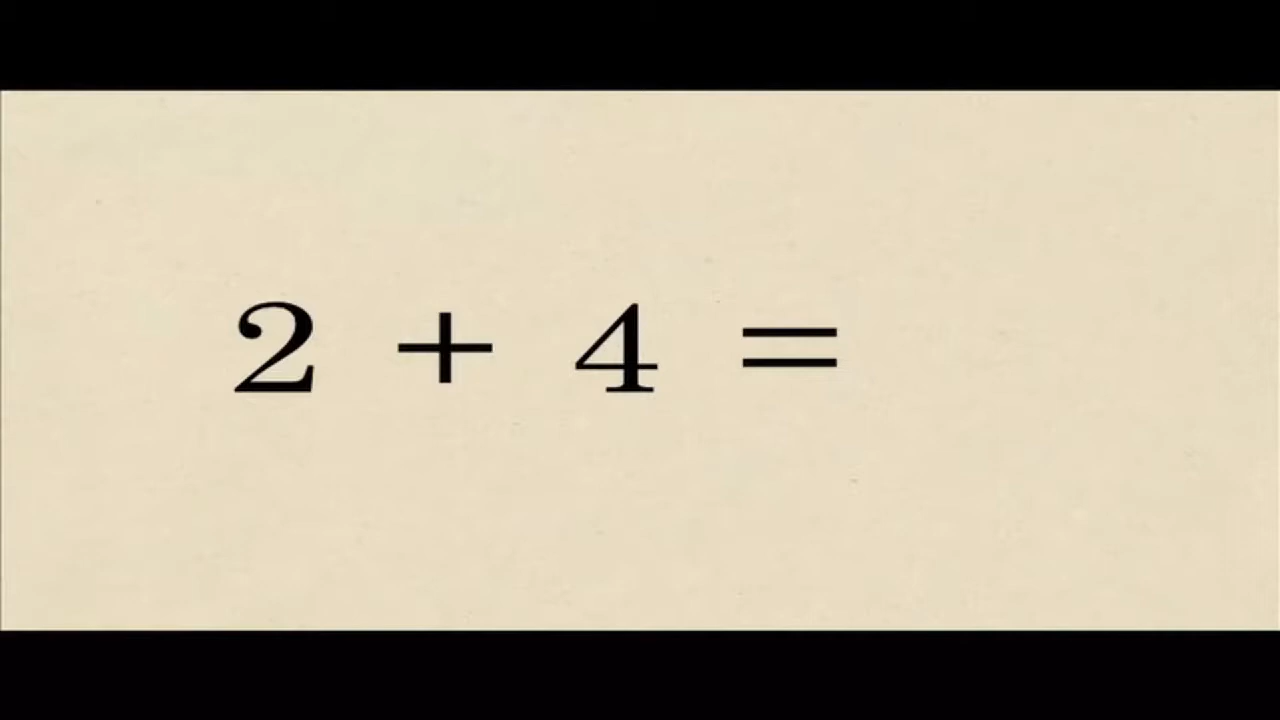 2 + 4 =